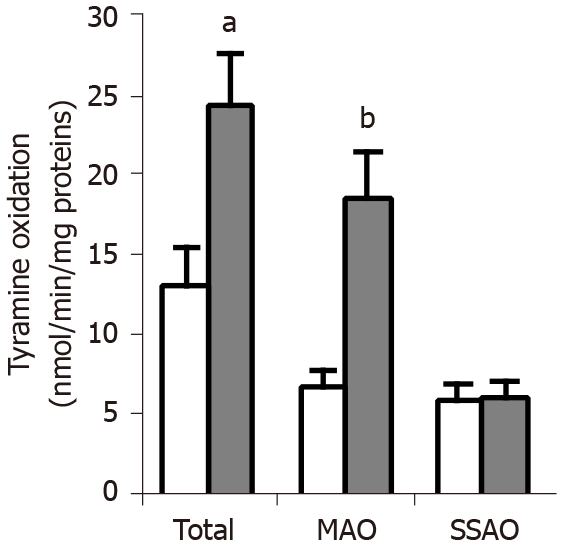 Tyramine oxidation
(nmol/min/mg proteins)
30
25
20
15
10
5
0
a
b
Total
MAO
SSAO